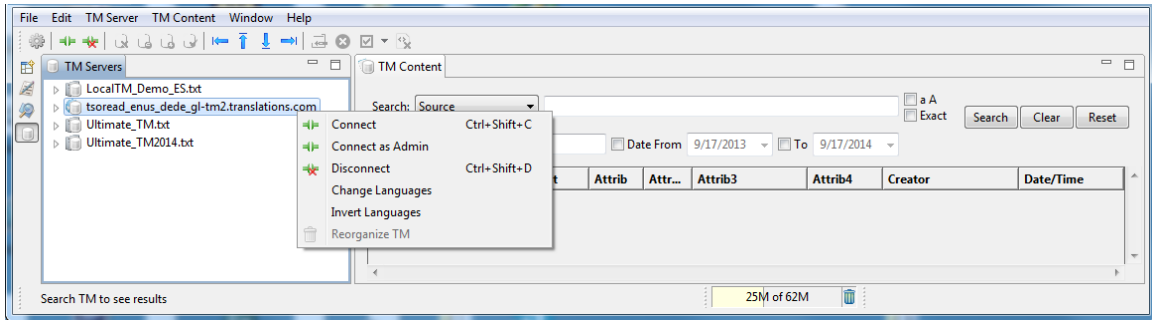 File Edit TM Server TM Content Window Help
TM Servers
LocalTM_Demo_ES.txt
tsoread_enus_dede_gl-tm2.translations.com
Ultimate_TM.txt
Ultimate_TM2014.txt
Connect Ctrl+Shift+C
Connect as Admin
Disconnect Ctrl+Shift+D
Change Languages
Invert Languages
Reorganize TM
TM Content
Search: Source
a A
Exact
Search Clear Reset
Date From 9/17/2013 To 9/17/2014
t Attrib Attr... Attrib3 Attrib4 Creator Date/Time
Search TM to see results
25M of 62M